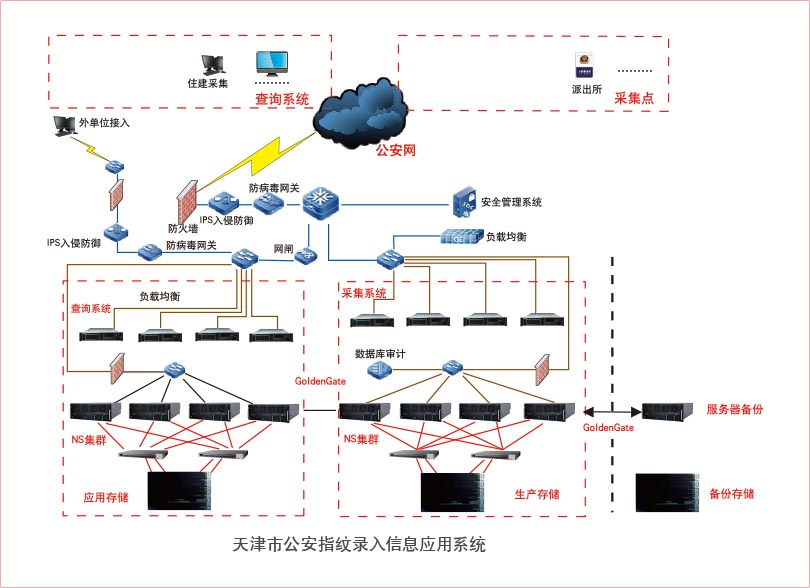 住建采集
查询系统
派出所
采集点
外单位接入
公安网
防火墙
IPS入侵防御
防病毒网关
安全管理系统
负载均衡
IPS入侵防御
防病毒网关
网闸
查询系统
负载均衡
采集系统
数据库审计
GoldenGate
NS集群
NS集群
GoldenGate
服务器备份
应用存储
生产存储
备份存储
天津市公安指纹录入信息应用系统